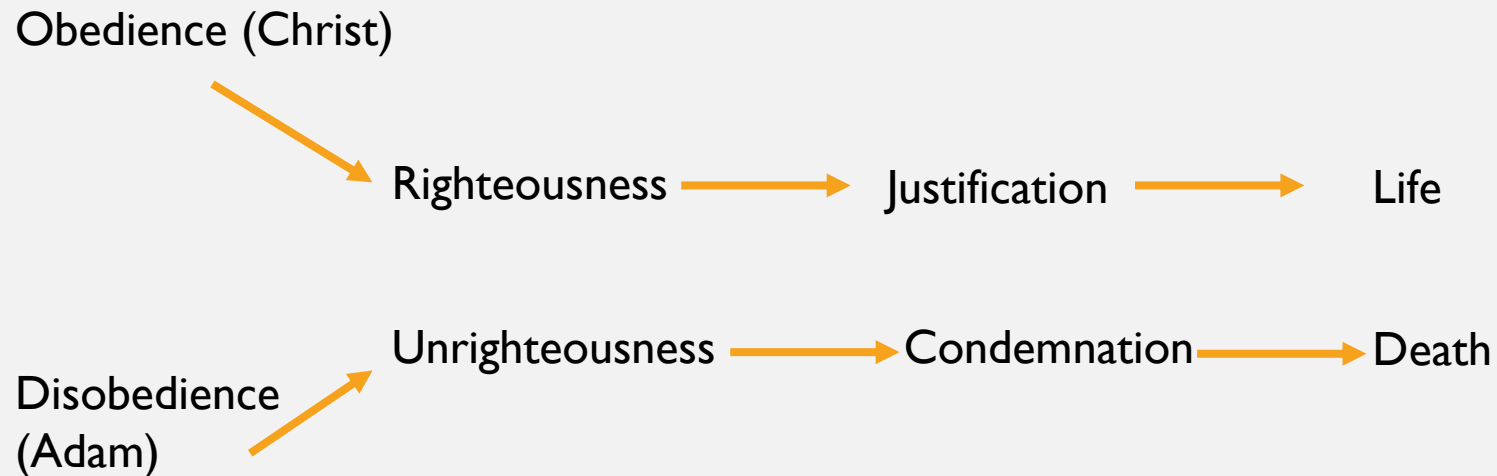 Obedience (Christ)
Righteousness Justification Life
Unrighteousness Condemnation Death
Disobedience
(Adam)